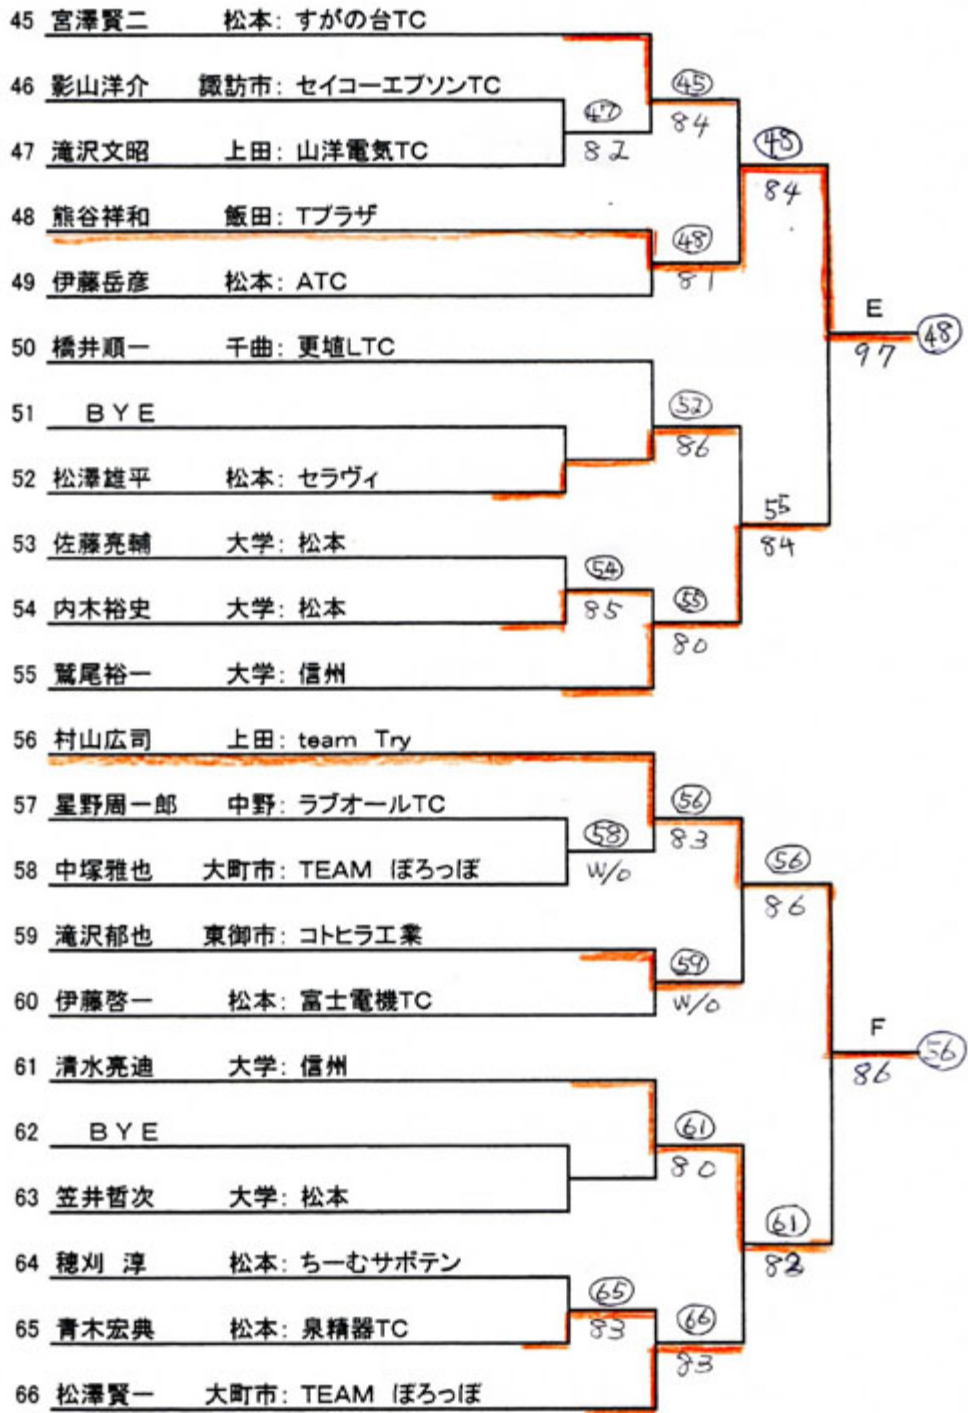 45 宮澤賢二 松本: すがの台TC
46 影山洋介 諏訪市: セイコーエプソンTC
㊺
㊼
84
47 滝沢文昭 上田: 山洋電気TC
82
㊽
84
48 熊谷祥和 飯田: Tプラザ
㊽
49 伊藤岳彦 松本: ATC
81
E
㊽
50 橋井順一 千曲: 更埴LTC
97
51 BYE
52
86
52 松澤雄平 松本: セラヴィ
55
53 佐藤亮輔 大学: 松本
84
54
54 内木裕史 大学: 松本
85
55
80
55 鷲尾裕一 大学: 信州
56 村山広司 上田: team Try
57 星野周一郎 中野: ラブオールTC
56
58
83
58 中塚雅也 大町市: TEAM ぽろっぽ
W/O
56
86
59 滝沢郁也 東御市: コトヒラ工業
59
60 伊藤啓一 松本: 富士電機TC
W/O
F
56
61 清水亮迪 大学: 信州
86
62 BYE
61
80
63 笠井哲次 大学: 松本
61
64 穂刈 淳 松本: ちーむサボテン
65
65 青木宏典 松本: 泉精器TC
83
66
83
66 松澤賢一 大町市: TEAM ぽろっぽ